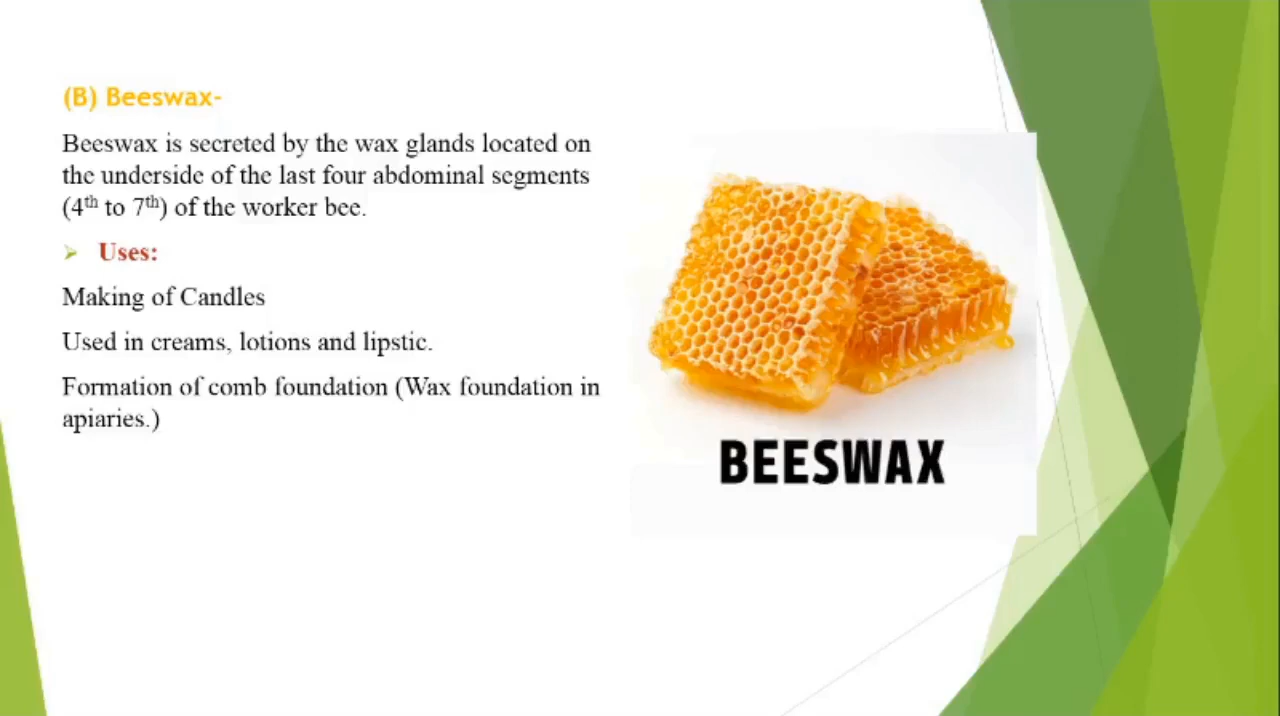 (B) Beeswax-
Beeswax is secreted by the wax glands located on
the underside of the last four abdominal segments
(4th to 7th) of the worker bee.
Uses:
Making of Candles
Used in creams, lotions and lipstic.
Formation of comb foundation (Wax foundation in
apiaries.)
BEESWAX